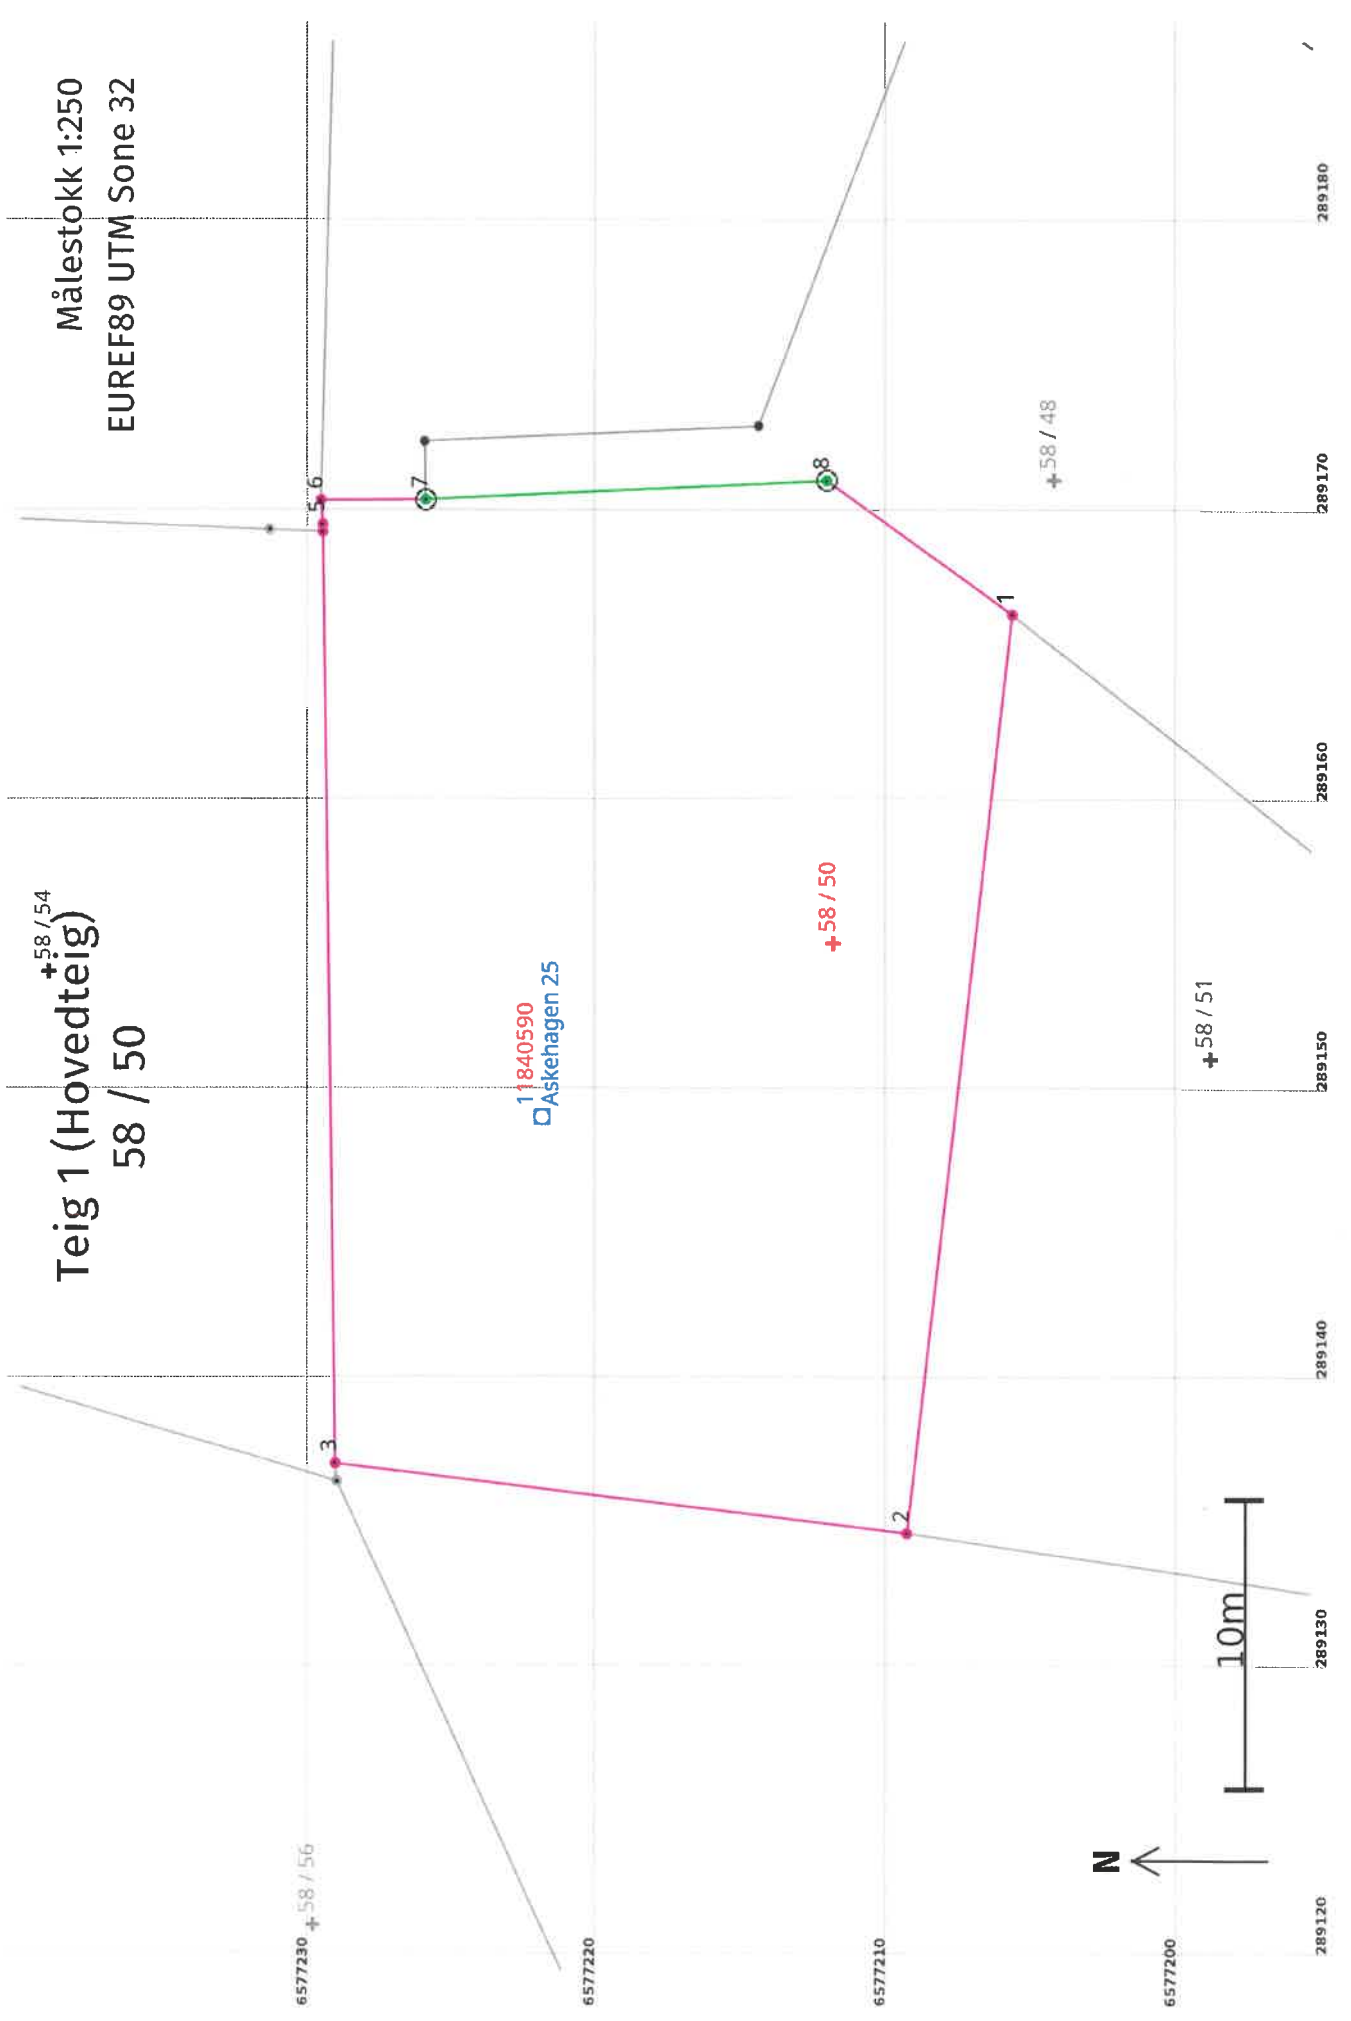 Målestokk 1:250
EUREF89 UTM Sone 32
Teig 1 (Hovedteig)
58 / 50
58 / 54
58 / 56
3
5
6
7
8
1
2
11840590
Askehagen 25
58 / 50
58 / 48
58 / 51
N
10m
6577230
6577220
6577210
6577200
289120
289130
289140
289150
289160
289170
289180